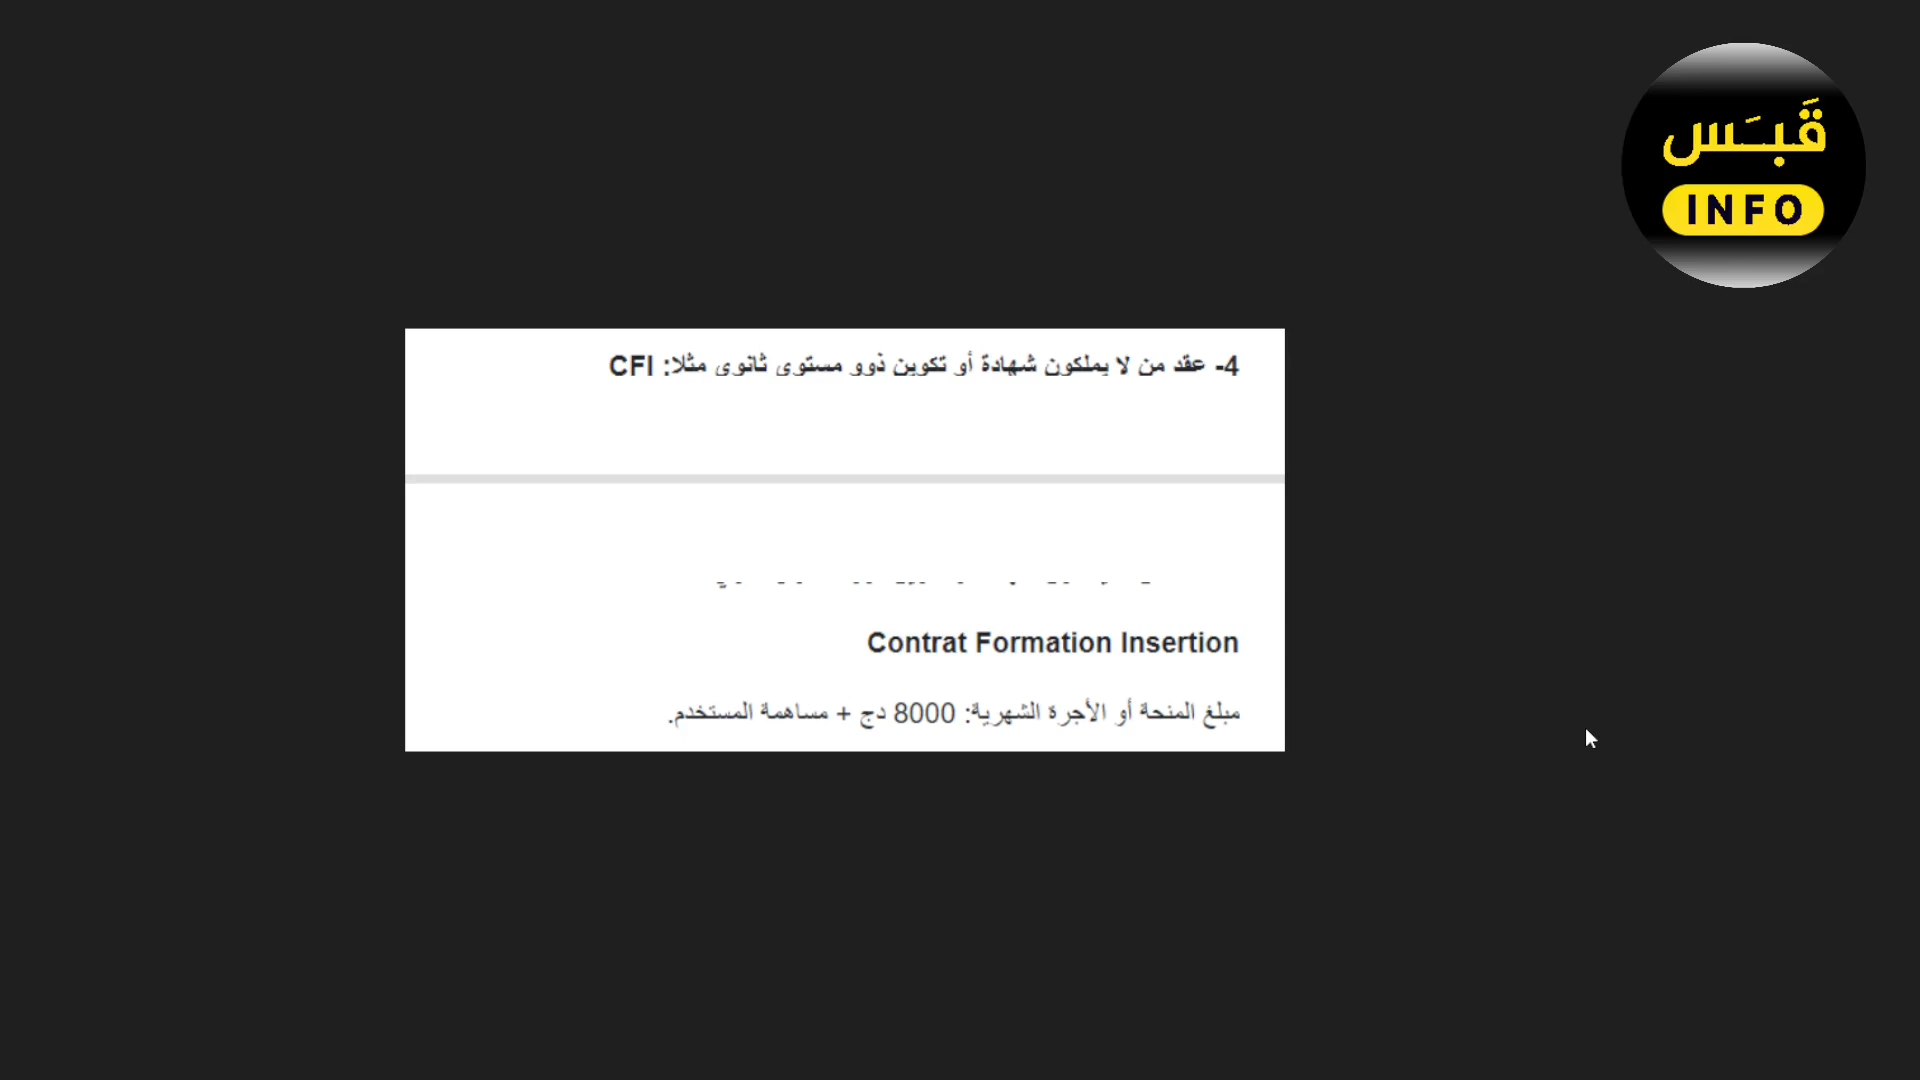 قَبَس
INFO
4- عقد من لا يملكون شهادة أو تكوين ذوو مستوى ثانوي مثلا: CFI
Contrat Formation Insertion
مبلغ المنحة أو الأجرة الشهرية: 8000 دج + مساهمة المستخدم.